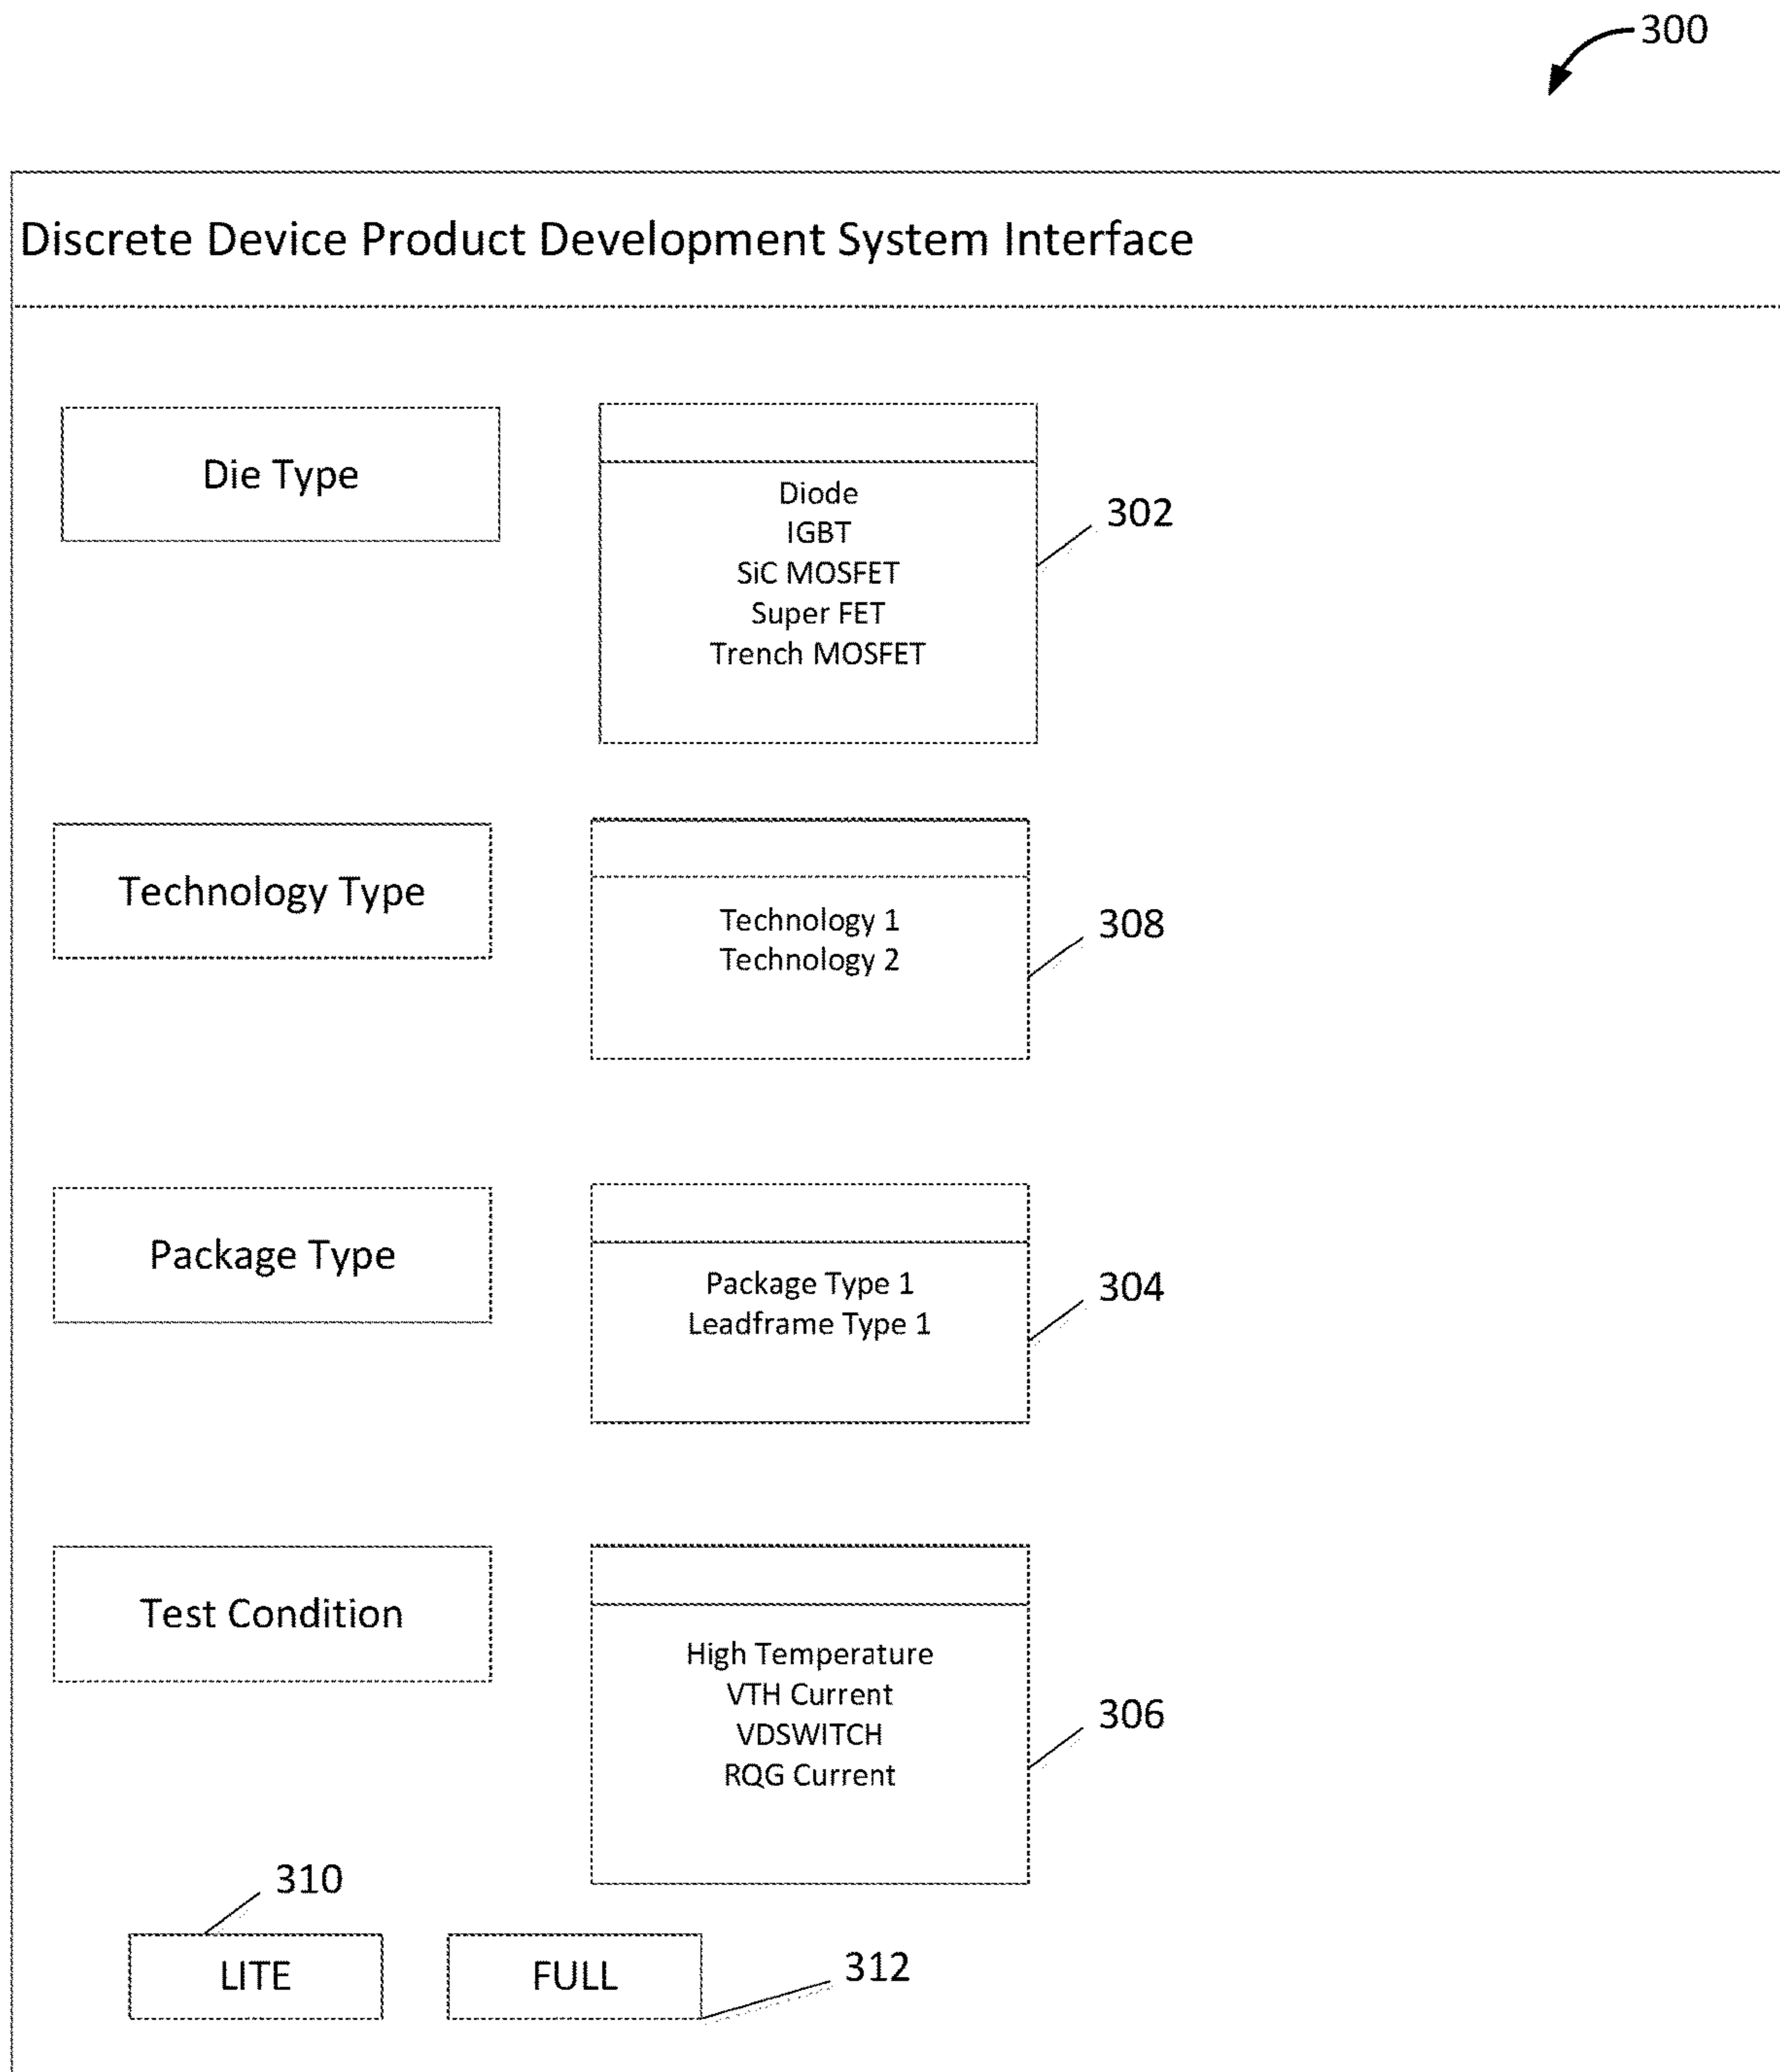 300
Discrete Device Product Development System Interface
Die Type
Diode
IGBT
SiC MOSFET
Super FET
Trench MOSFET
302
Technology Type
Technology 1
Technology 2
308
Package Type
Package Type 1
Leadframe Type 1
304
Test Condition
High Temperature
VTH Current
VDSWITCH
RQG Current
306
310
LITE
FULL
312